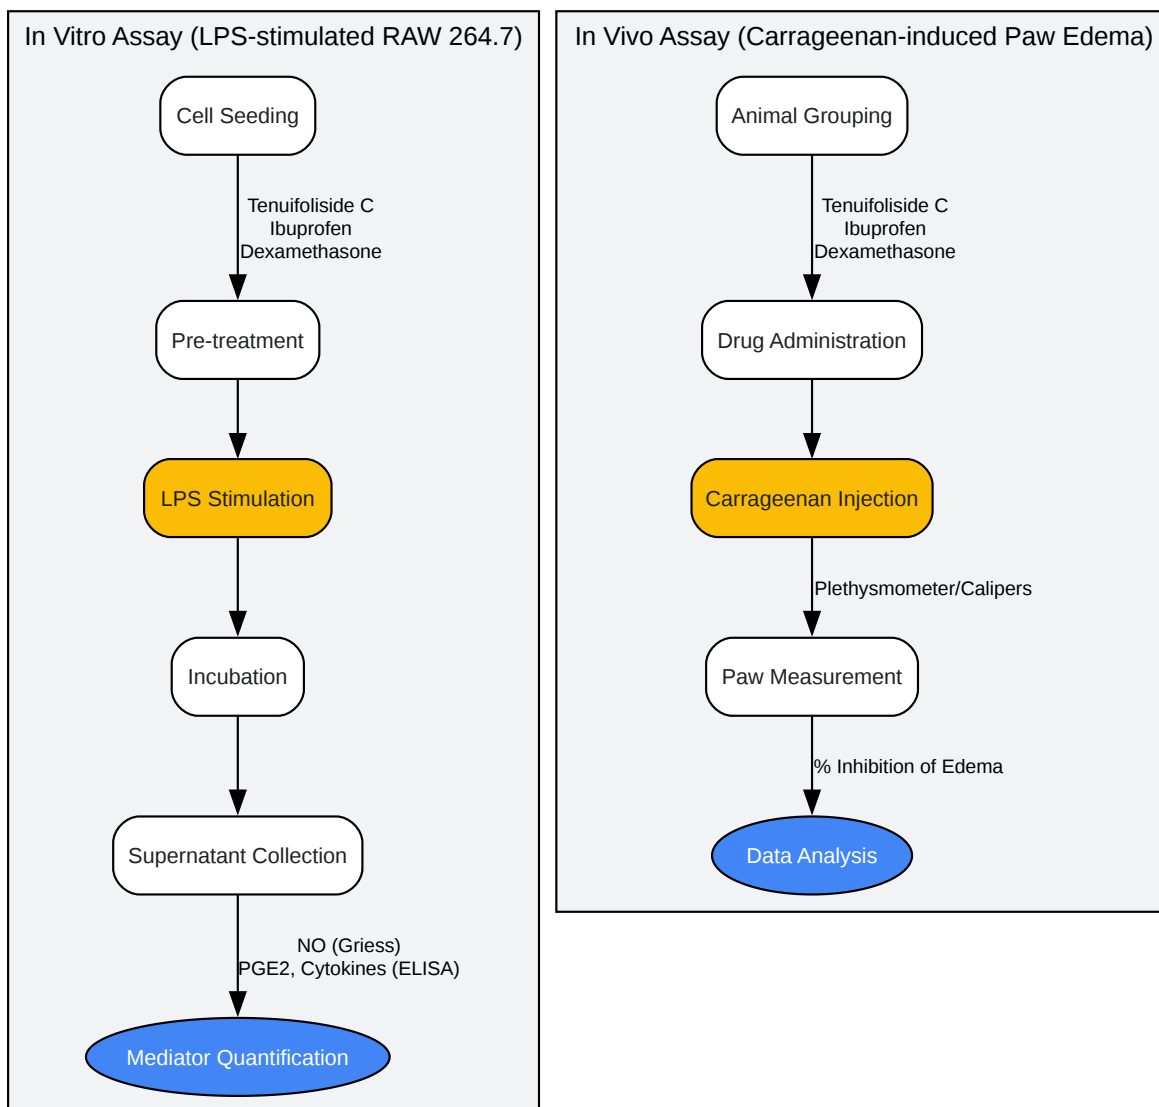 In Vitro Assay (LPS-stimulated RAW 264.7)
Cell Seeding
Tenuifoliside C
Ibuprofen
Dexamethasone
Pre-treatment
LPS Stimulation
Incubation
Supernatant Collection
NO (Griess)
PGE2, Cytokines (ELISA)
Mediator Quantification
In Vivo Assay (Carrageenan-induced Paw Edema)
Animal Grouping
Tenuifoliside C
Ibuprofen
Dexamethasone
Drug Administration
Carrageenan Injection
Plethysmometer/Calipers
Paw Measurement
% Inhibition of Edema
Data Analysis